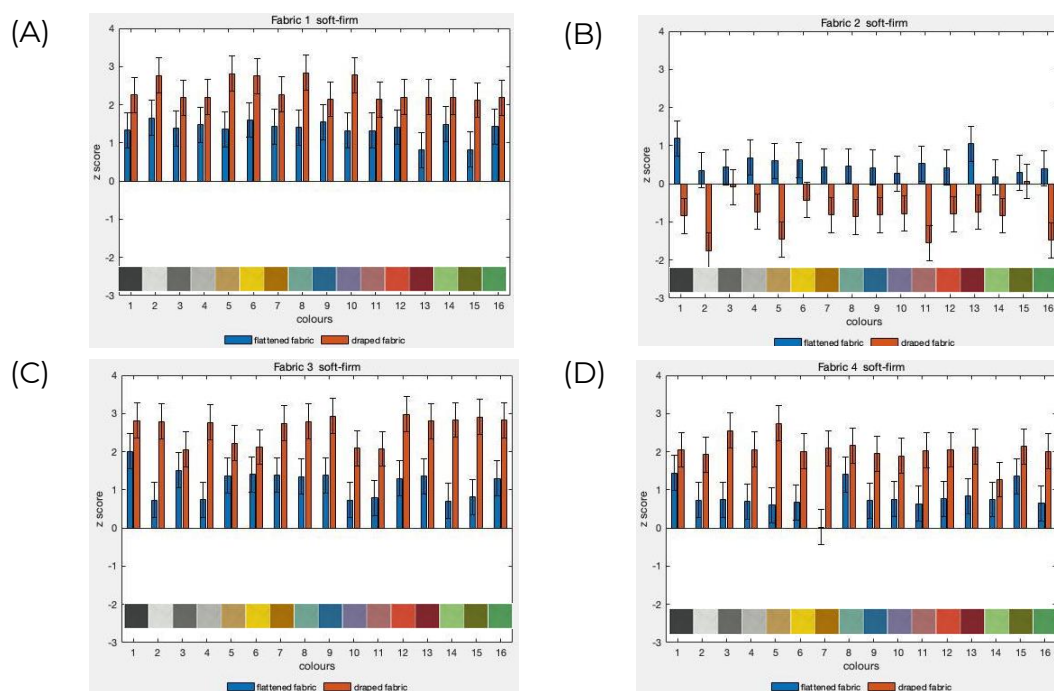 (A)
Fabric 1 soft-firm
z score
4
3
2
1
0
-1
-2
-3
1 2 3 4 5 6 7 8 9 10 11 12 13 14 15 16
colours
flattened fabric draped fabric
(B)
Fabric 2 soft-firm
z score
4
3
2
1
0
-1
-2
-3
1 2 3 4 5 6 7 8 9 10 11 12 13 14 15 16
colours
flattened fabric draped fabric
(C)
Fabric 3 soft-firm
z score
4
3
2
1
0
-1
-2
-3
1 2 3 4 5 6 7 8 9 10 11 12 13 14 15 16
colours
flattened fabric draped fabric
(D)
Fabric 4 soft-firm
z score
4
3
2
1
0
-1
-2
-3
1 2 3 4 5 6 7 8 9 10 11 12 13 14 15 16
colours
flattened fabric draped fabric